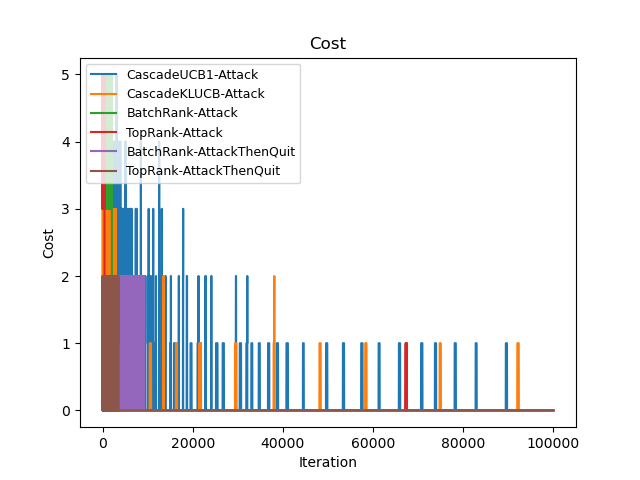 Cost
5
4
3
2
1
0
Cost
CascadeUCB1-Attack
CascadeKLUCB-Attack
BatchRank-Attack
TopRank-Attack
BatchRank-AttackThenQuit
TopRank-AttackThenQuit
0 20000 40000 60000 80000 100000
Iteration